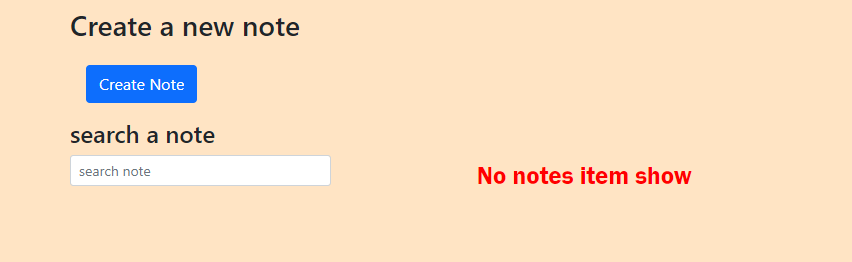 Create a new note
Create Note
search a note
search note
No notes item show